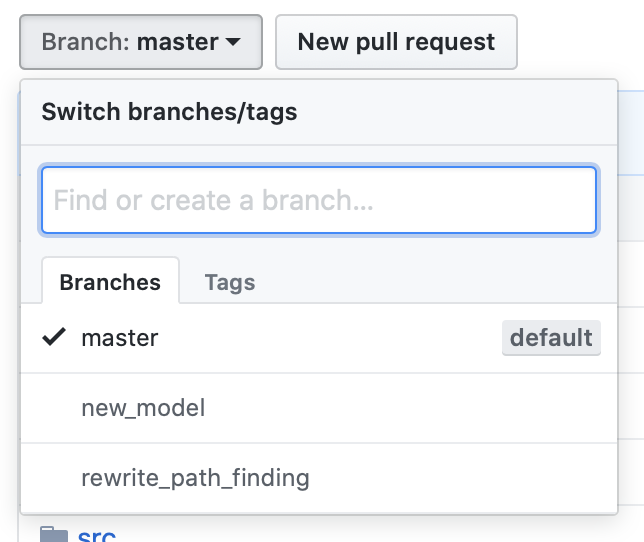 Branch: master
New pull request
Switch branches/tags
Find or create a branch...
Branches
Tags
master
default
new_model
rewrite_path_finding
src